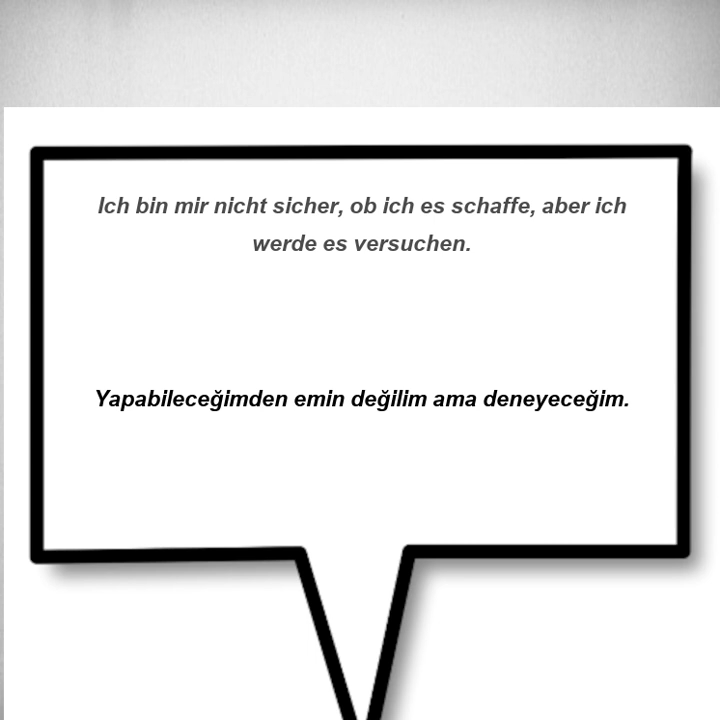 Ich bin mir nicht sicher, ob ich es schaffe, aber ich
werde es versuchen.
Yapabileceğimden emin değilim ama deneyeceğim.